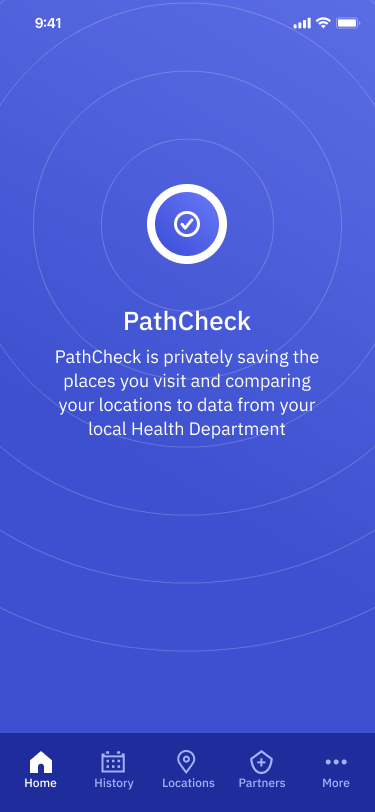 9:41
PathCheck
PathCheck is privately saving the
places you visit and comparing
your locations to data from your
local Health Department
Home
History
Locations
Partners
More